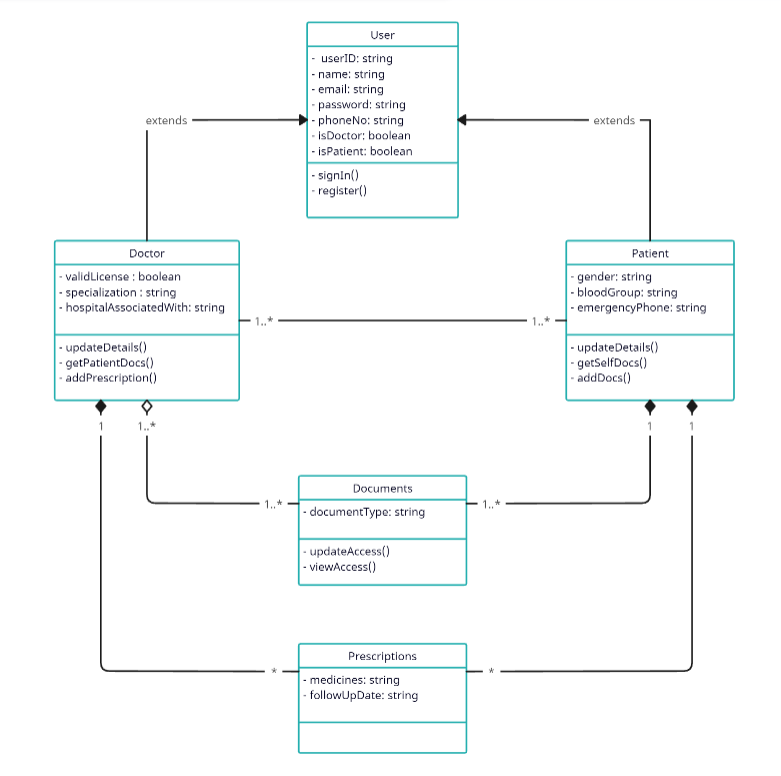 User
-  userID: string
- name: string
- email: string
- password: string
- phoneNo: string
- isDoctor: boolean
- isPatient: boolean
- signIn()
- register()
extends
extends
Doctor
- validLicense : boolean
- specialization : string
- hospitalAssociatedWith: string
- updateDetails()
- getPatientDocs()
- addPrescription()
Patient
- gender: string
- bloodGroup: string
- emergencyPhone: string
- updateDetails()
- getSelfDocs()
- addDocs()
1..*
1..*
1
1..*
1
1
Documents
- documentType: string
- updateAccess()
- viewAccess()
1..*
1..*
Prescriptions
- medicines: string
- followUpDate: string
*
*